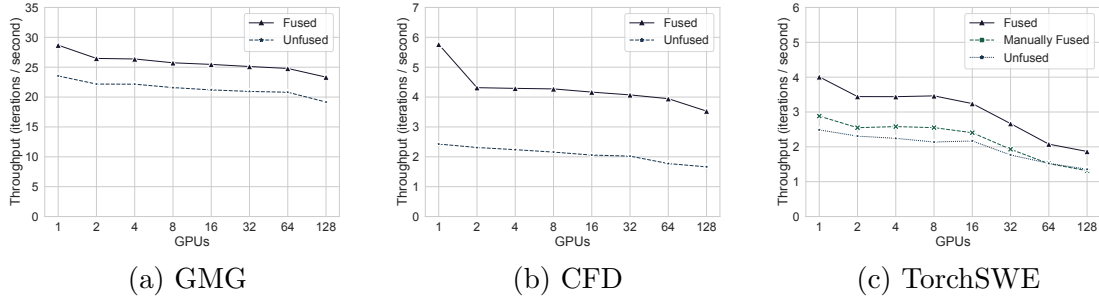 Throughput (iterations / second)
35
30
25
20
15
10
5
0
Fused
Unfused
1 2 4 8 16 32 64 128
GPUs
(a) GMG
Throughput (iterations / second)
7
6
5
4
3
2
1
0
Fused
Unfused
1 2 4 8 16 32 64 128
GPUs
(b) CFD
Throughput (iterations / second)
6
5
4
3
2
1
0
Fused
Manually Fused
Unfused
1 2 4 8 16 32 64 128
GPUs
(c) TorchSWE